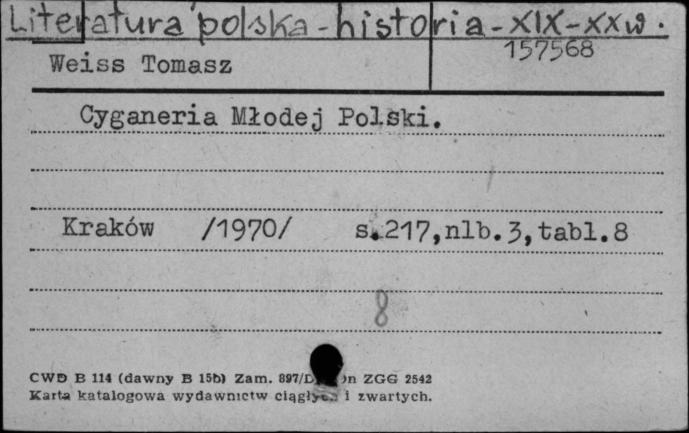 Literatura polska - historia - XIX - XX w.
157568
Weiss Tomasz
Cyganeria Młodej Polski.
Kraków /1970/ s.217,nlb.3,tabl.8
8
CWD B 114 (dawny B 15b) Zam. 897/D ZGG 2542
Karta katalogowa wydawnictw ciągłych i zwartych.